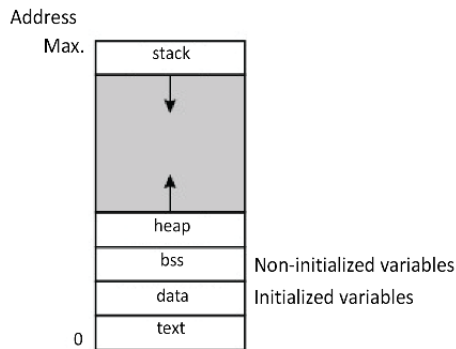 Address
Max.
stack
heap
bss
Non-initialized variables
data
Initialized variables
text
0